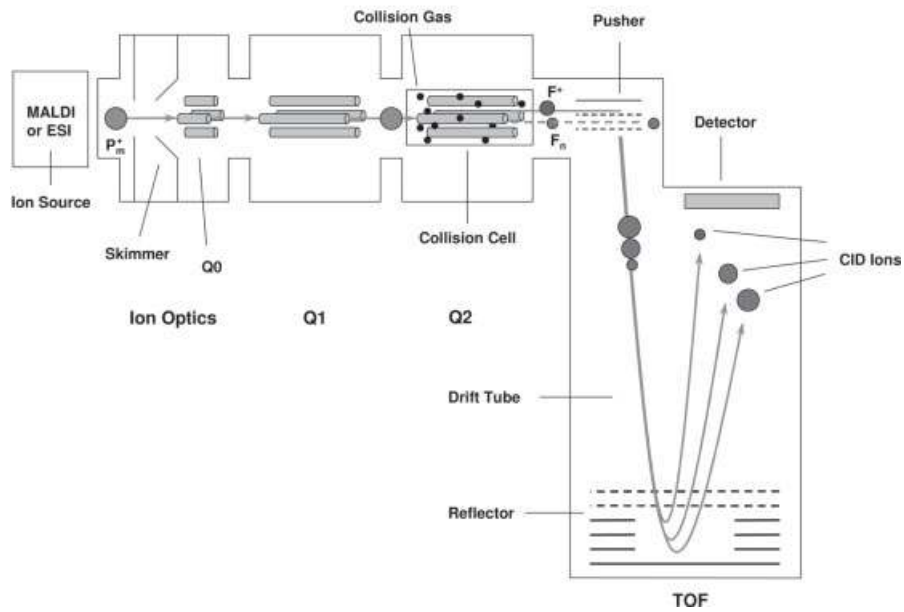 Collision Gas
Pusher
MALDI
or ESI
P+m
F+
Fn
Detector
Ion Source
Skimmer
Q0
Collision Cell
CID Ions
Ion Optics
Q1
Q2
Drift Tube
Reflector
TOF